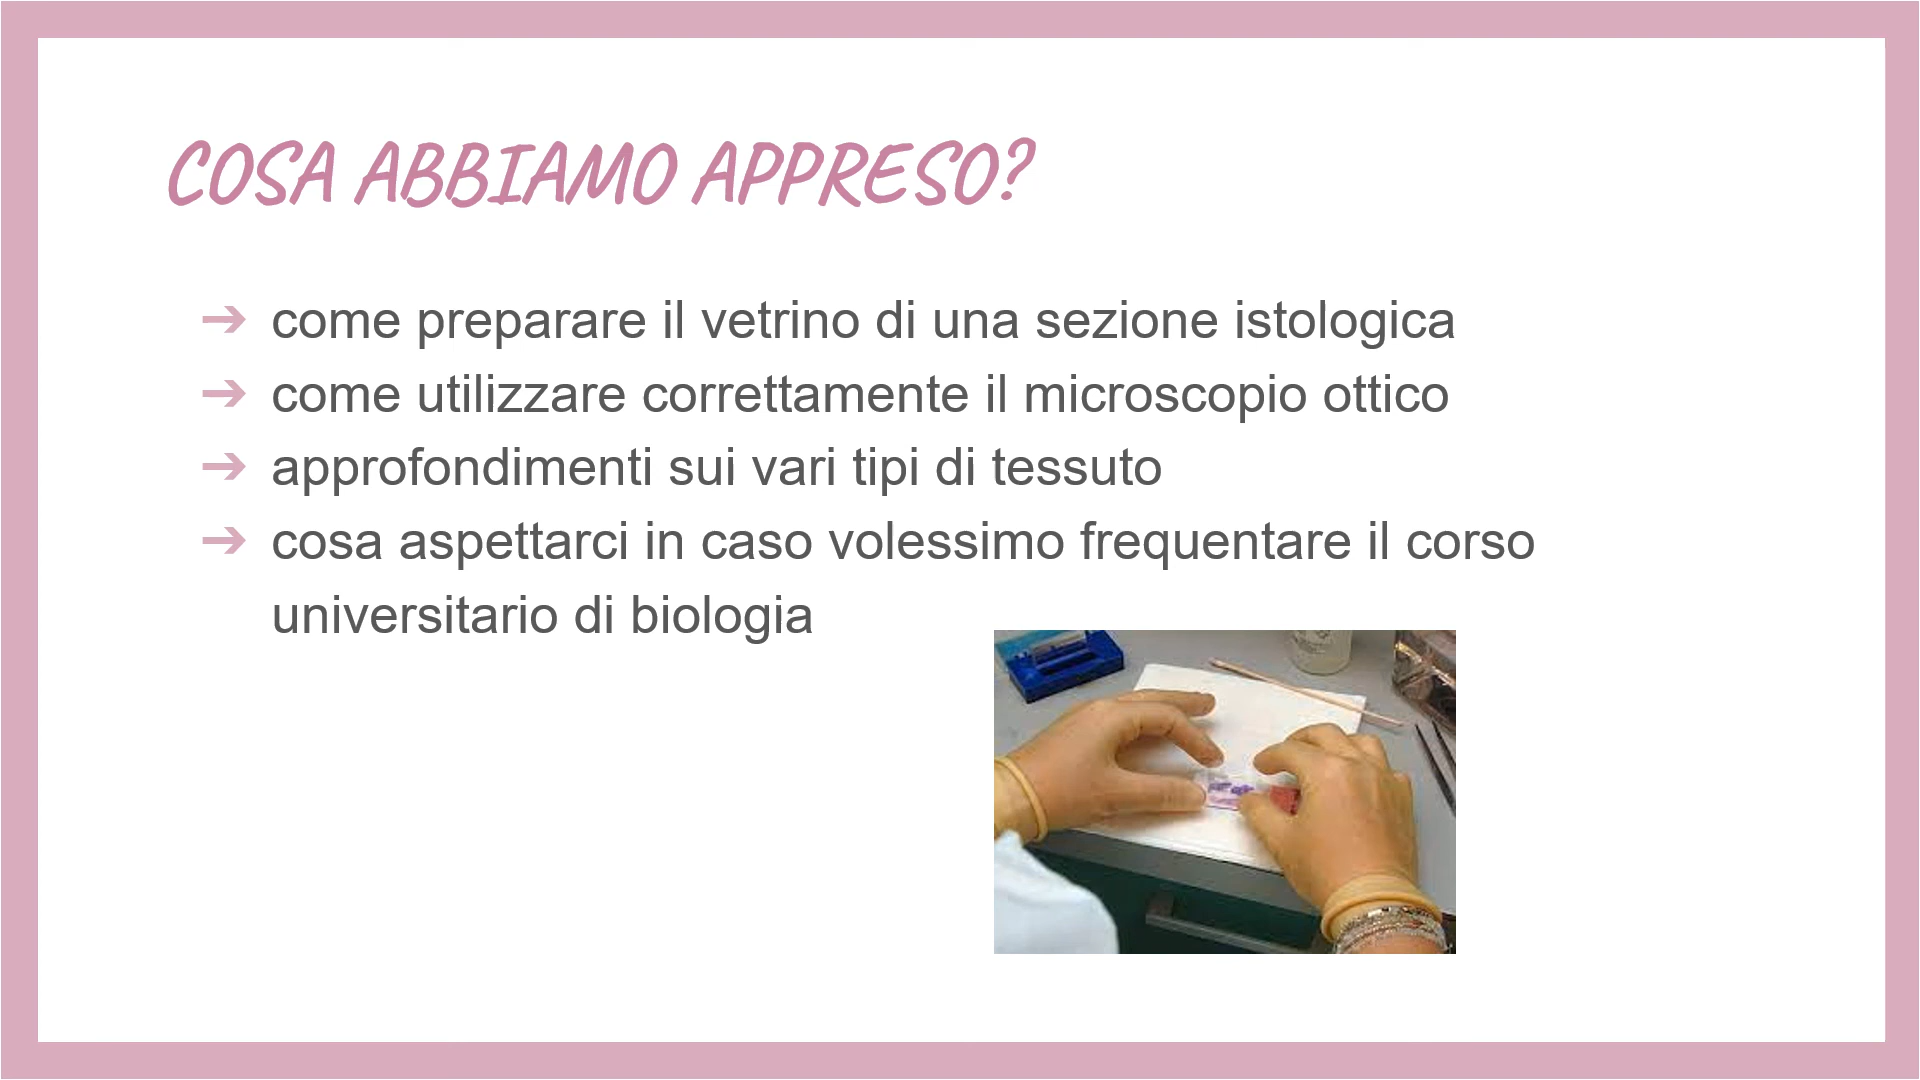 COSA ABBIAMO APPRESO?
➔ come preparare il vetrino di una sezione istologica
➔ come utilizzare correttamente il microscopio ottico
➔ approfondimenti sui vari tipi di tessuto
➔ cosa aspettarci in caso volessimo frequentare il corso
universitario di biologia